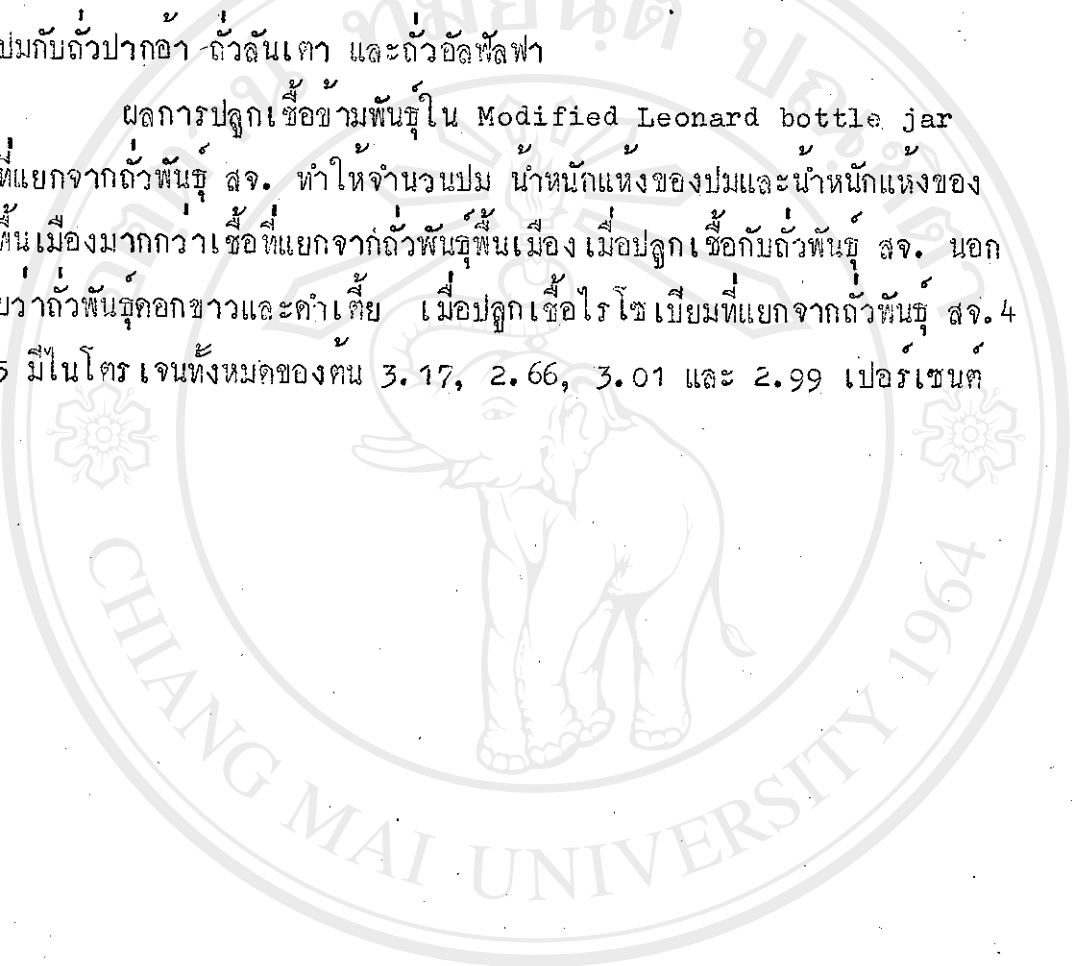 ปมกับถั่วปากอ้า ถั่วลันเตา และถั่วอัลฟัลฟา
ผลการปลูกเชื้อข้ามพันธุ์ใน Modified Leonard bottle jar
ที่แยกจากถั่วพันธุ์ สจ. ทำให้จำนวนปม น้ำหนักแห้งของปมและน้ำหนักแห้งของ
พื้นเมืองมากกว่าเชื้อที่แยกจากถั่วพันธุ์พื้นเมือง เมื่อปลูกเชื้อกับถั่วพันธุ์ สจ. นอก
ว่าถั่วพันธุ์ดอกขาวและดำเตี้ย เมื่อปลูกเชื้อไรโซเบียมที่แยกจากถั่วพันธุ์ สจ.4
5 มีไนโตรเจนทั้งหมดของต้น 3.17, 2.66, 3.01 และ 2.99 เปอร์เซนต์
CHIANG MAI UNIVERSITY 1964